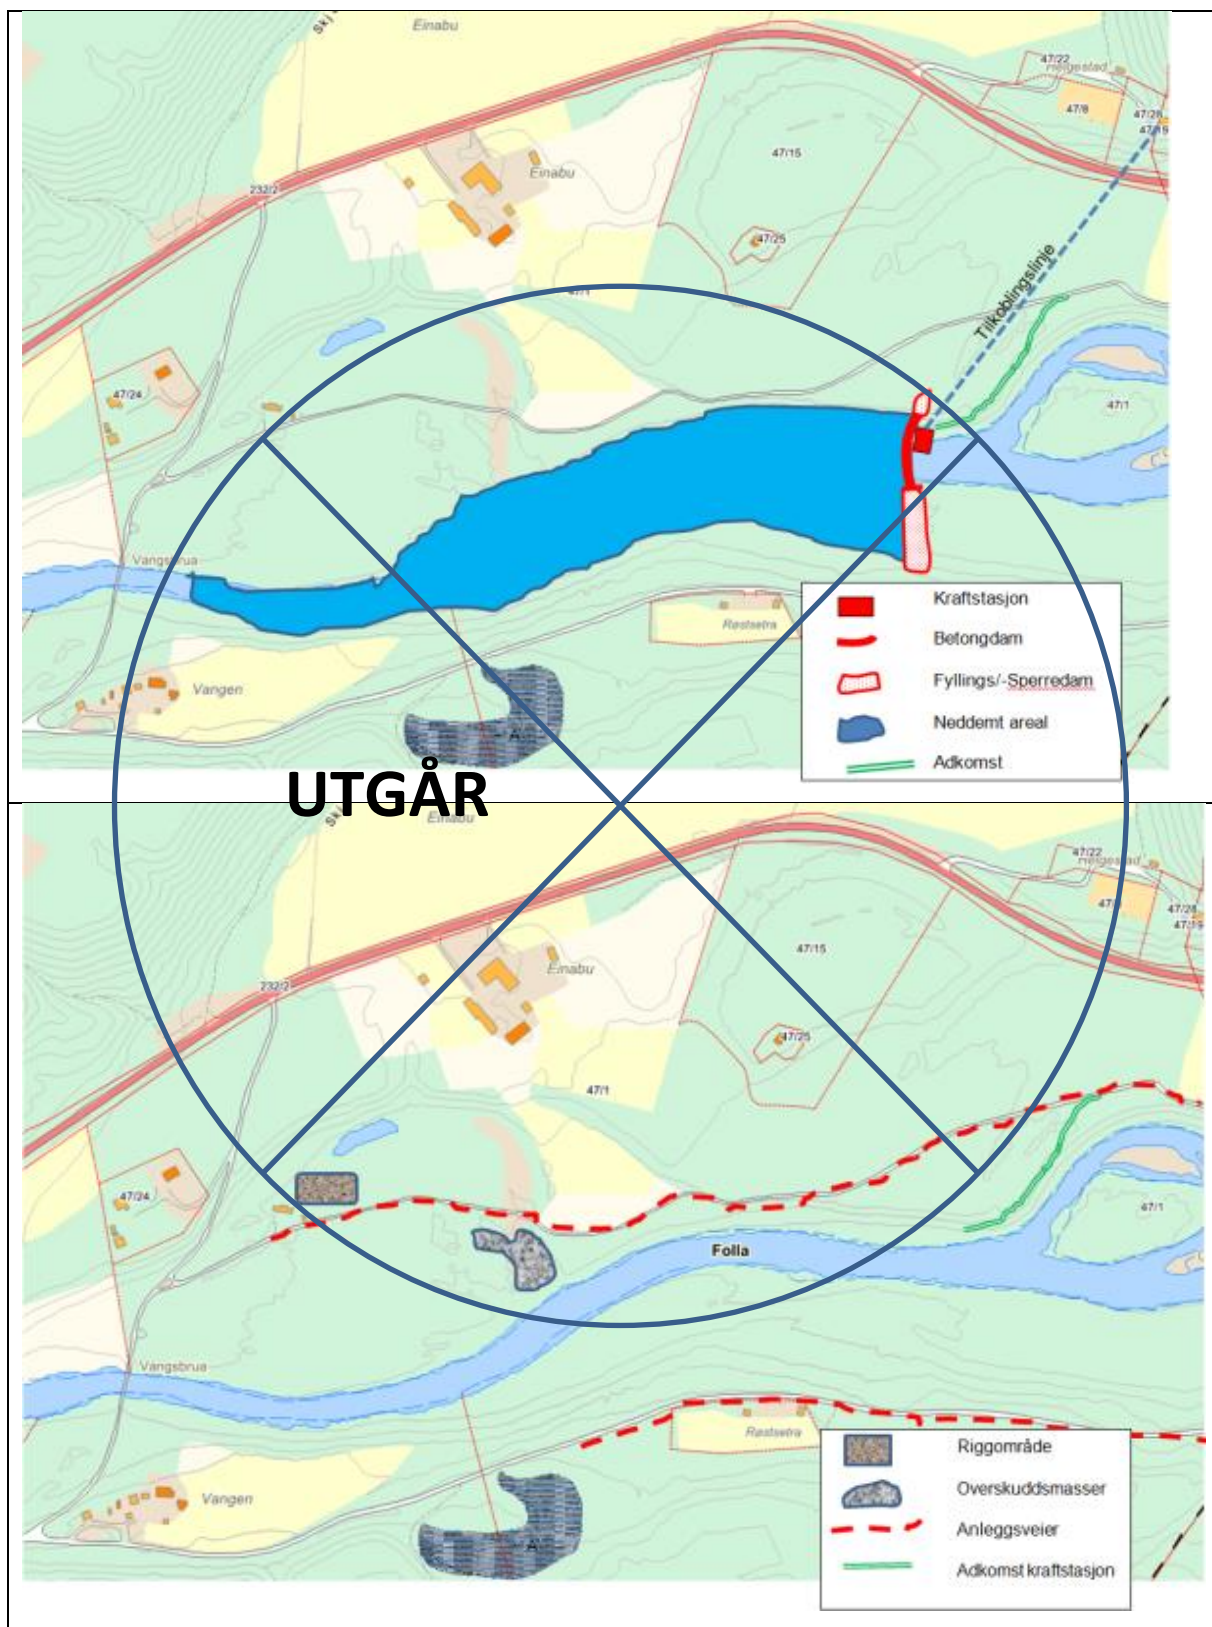 Einabu
47/22
Helgestad
47/8
47/28
47/19
47/15
Einabu
232/2
47/25
47/1
Tilkoblingslinje
47/24
47/1
Vangsbrua
Vangen
Røstsetra
Kraftstasjon
Betongdam
Fyllings/-Sperredam
Neddemt areal
Adkomst
UTGÅR
Einabu
47/22
Helgestad
47/28
47/19
47/15
Einabu
232/2
47/25
47/1
47/24
47/1
Folla
Vangsbrua
Røstsetra
Vangen
Riggområde
Overskuddsmasser
Anleggsveier
Adkomst kraftstasjon